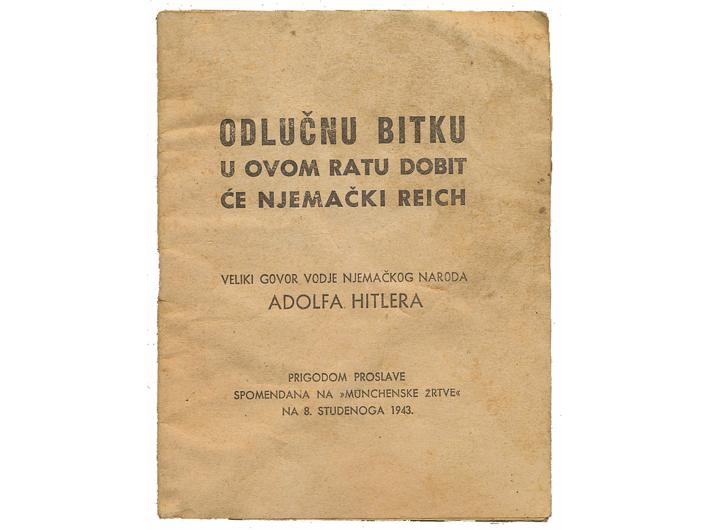 ODLUČNU BITKU
U OVOM RATU DOBIT
ĆE NJEMAČKI REICH
VELIKI GOVOR VODJE NJEMAČKOG NARODA
ADOLFA HITLERA
PRIGODOM PROSLAVE
SPOMENDANA NA »MÜNCHENSKE ŽRTVE«
NA 8. STUDENOGA 1943.